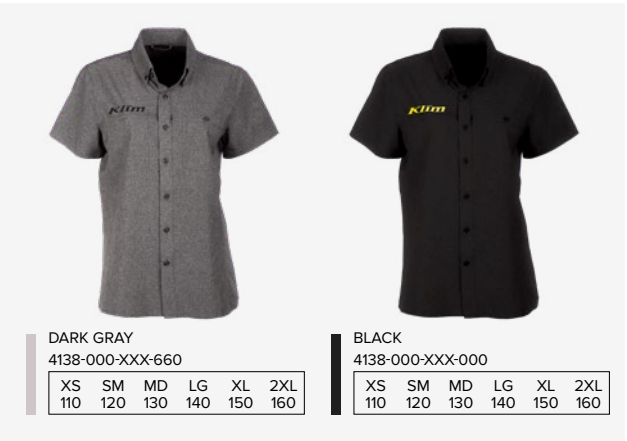 Klim
Klim
DARK GRAY
4138-000-XXX-660
XS SM MD LG XL 2XL
110 120 130 140 150 160
BLACK
4138-000-XXX-000
XS SM MD LG XL 2XL
110 120 130 140 150 160